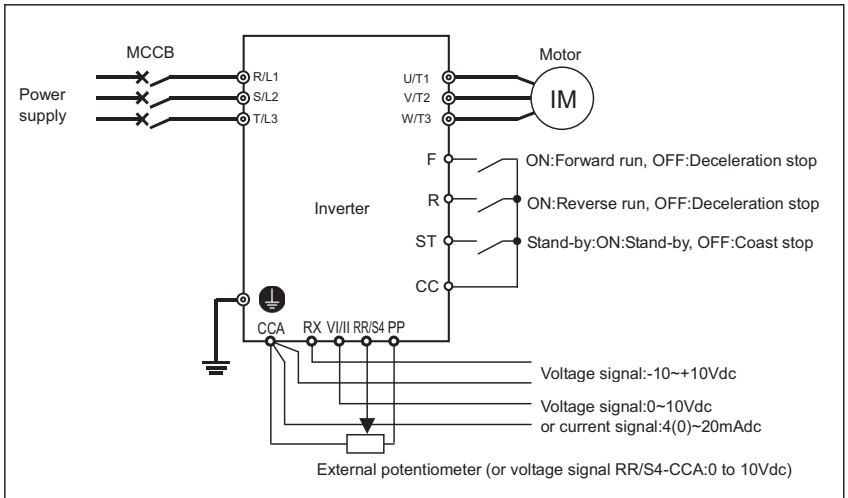 MCCB
Power
supply
R/L1
S/L2
T/L3
U/T1
V/T2
W/T3
Motor
IM
Inverter
F
ON:Forward run, OFF:Deceleration stop
R
ON:Reverse run, OFF:Deceleration stop
ST
Stand-by:ON:Stand-by, OFF:Coast stop
CC
CCA RX VI/II RR/S4 PP
Voltage signal:-10~+10Vdc
Voltage signal:0~10Vdc
or current signal:4(0)~20mAdc
External potentiometer (or voltage signal RR/S4-CCA:0 to 10Vdc)